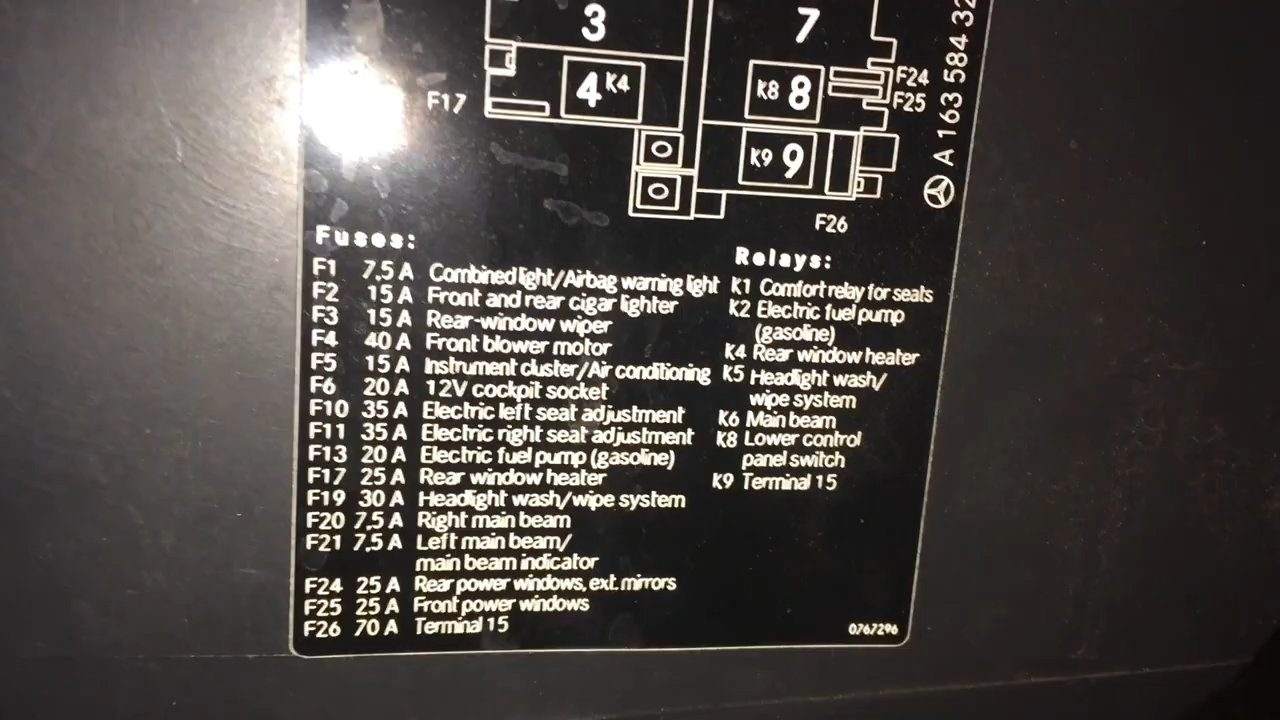 3
7
4 K4
K8 8
F24
F25
F17
K9 9
F26
A 163 584 32
Fuses:
F1 7,5 A Combined light/Airbag warning light
F2 15 A Front and rear cigar lighter
F3 15 A Rear-window wiper
F4 40 A Front blower motor
F5 15 A Instrument cluster/Air conditioning
F6 20 A 12V cockpit socket
F10 35 A Electric left seat adjustment
F11 35 A Electric right seat adjustment
F13 20 A Electric fuel pump (gasoline)
F17 25 A Rear window heater
F19 30 A Headlight wash/wipe system
F20 7,5 A Right main beam
F21 7,5 A Left main beam/
main beam indicator
F24 25 A Rear power windows, ext. mirrors
F25 25 A Front power windows
F26 70 A Terminal 15
Relays:
K1 Comfort relay for seats
K2 Electric fuel pump
(gasoline)
K4 Rear window heater
K5 Headlight wash/
wipe system
K6 Main beam
K8 Lower control
panel switch
K9 Terminal 15
0767296